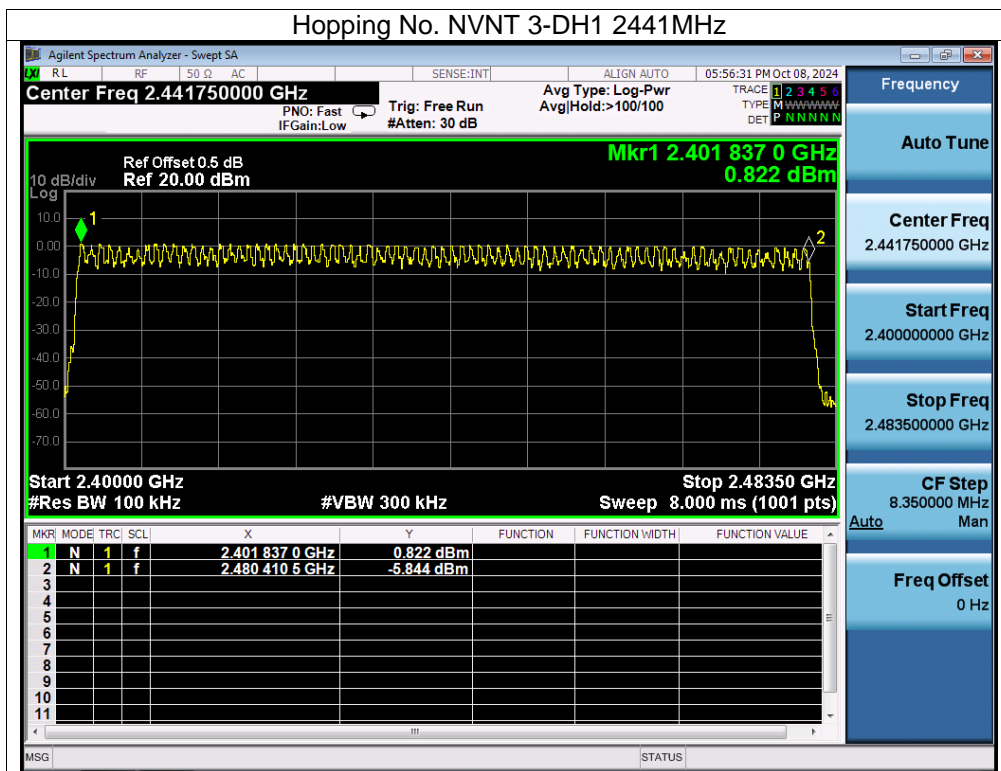 Hopping No. NVNT 3-DH1 2441MHz
Agilent Spectrum Analyzer - Swept SA
LXI RL RF 50 Ω AC SENSE:INT ALIGN AUTO 05:56:31 PM Oct 08, 2024
Center Freq 2.441750000 GHz
PNO: Fast
IFGain:Low
Trig: Free Run
#Atten: 30 dB
Avg Type: Log-Pwr
Avg|Hold:>100/100
TRACE 1 2 3 4 5 6
TYPE M WWWWW
DET P N N N N N
Mkr1 2.401 837 0 GHz
0.822 dBm
Ref Offset 0.5 dB
10 dB/div Ref 20.00 dBm
Log
10.0
0.00
-10.0
-20.0
-30.0
-40.0
-50.0
-60.0
-70.0
1
2
Start 2.40000 GHz Stop 2.48350 GHz
#Res BW 100 kHz #VBW 300 kHz Sweep 8.000 ms (1001 pts)
MKR MODE TRC SCL X Y FUNCTION FUNCTION WIDTH FUNCTION VALUE
1 N 1 f 2.401 837 0 GHz 0.822 dBm
2 N 1 f 2.480 410 5 GHz -5.844 dBm
3
4
5
6
7
8
9
10
11
MSG STATUS
Frequency
Auto Tune
Center Freq
2.441750000 GHz
Start Freq
2.400000000 GHz
Stop Freq
2.483500000 GHz
CF Step
8.350000 MHz
Auto Man
Freq Offset
0 Hz